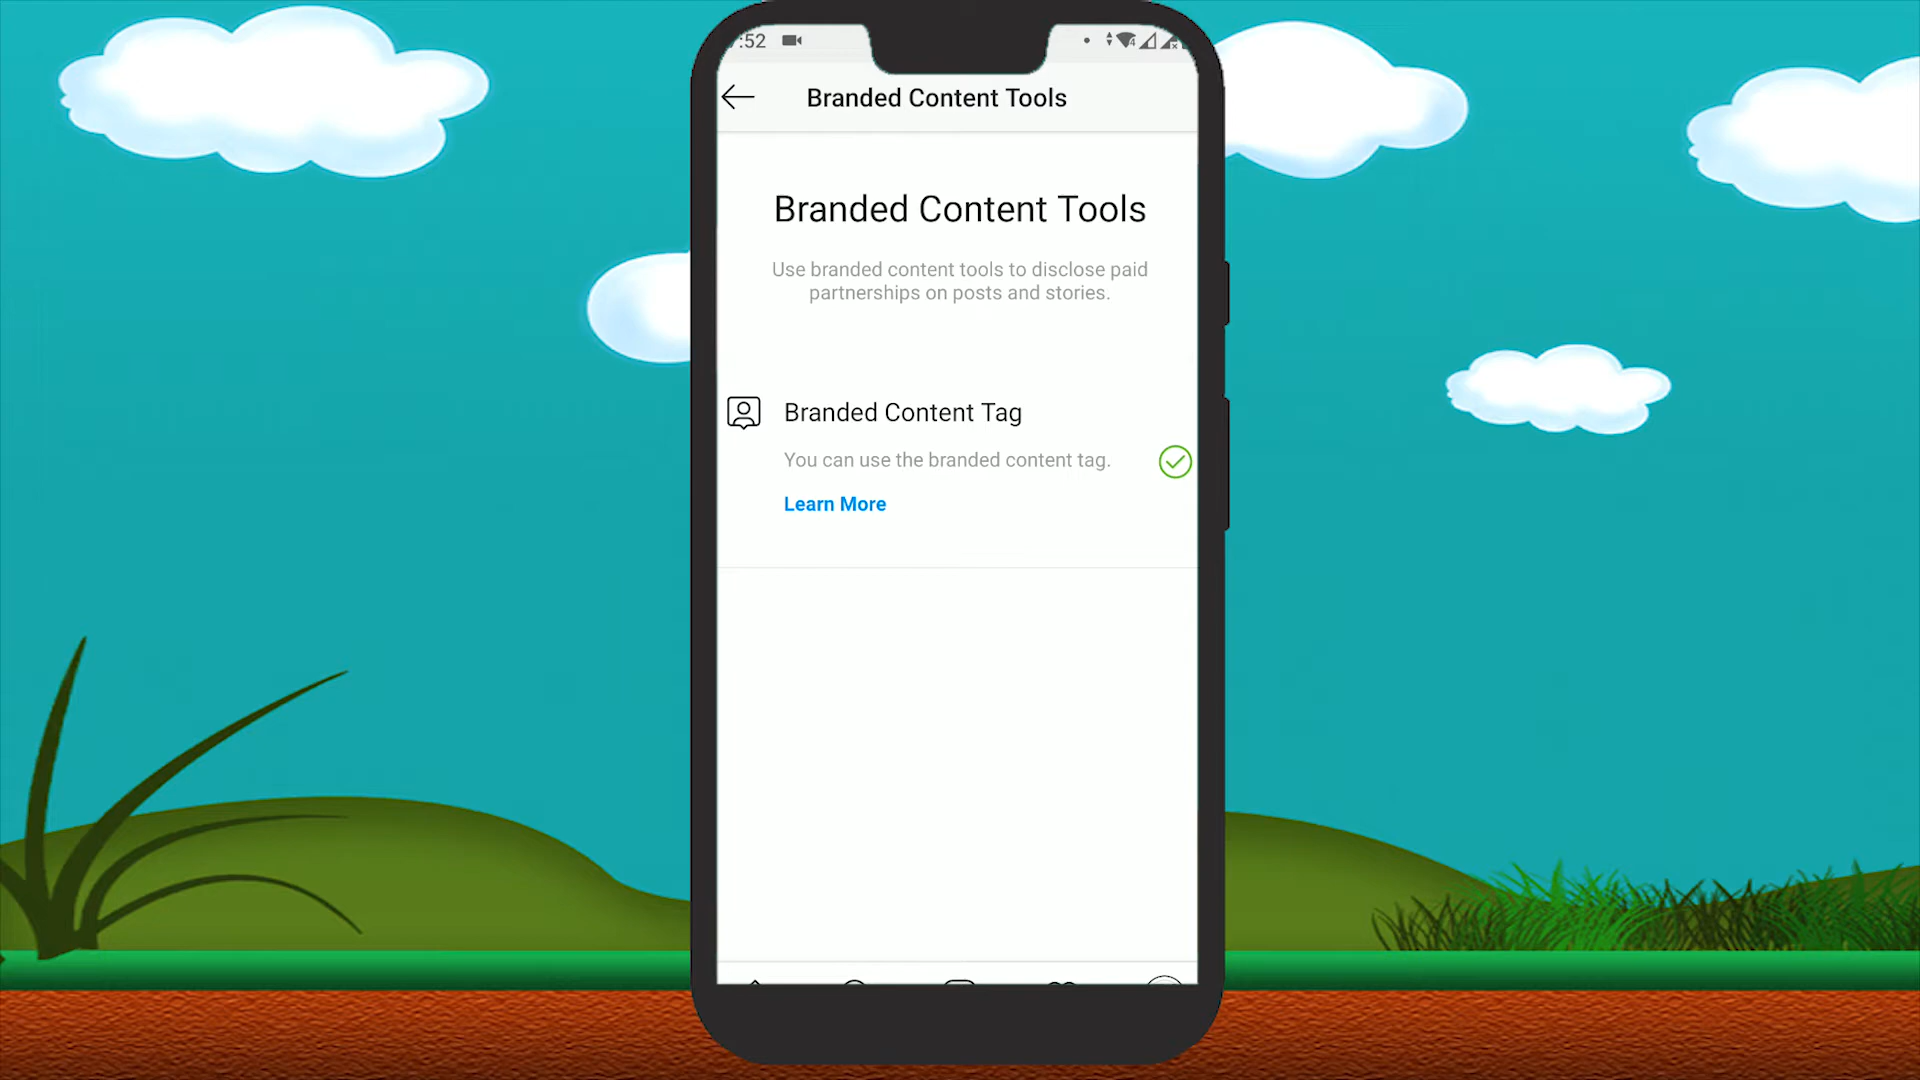 :52
Branded Content Tools
Branded Content Tools
Use branded content tools to disclose paid
partnerships on posts and stories.
Branded Content Tag
You can use the branded content tag.
Learn More